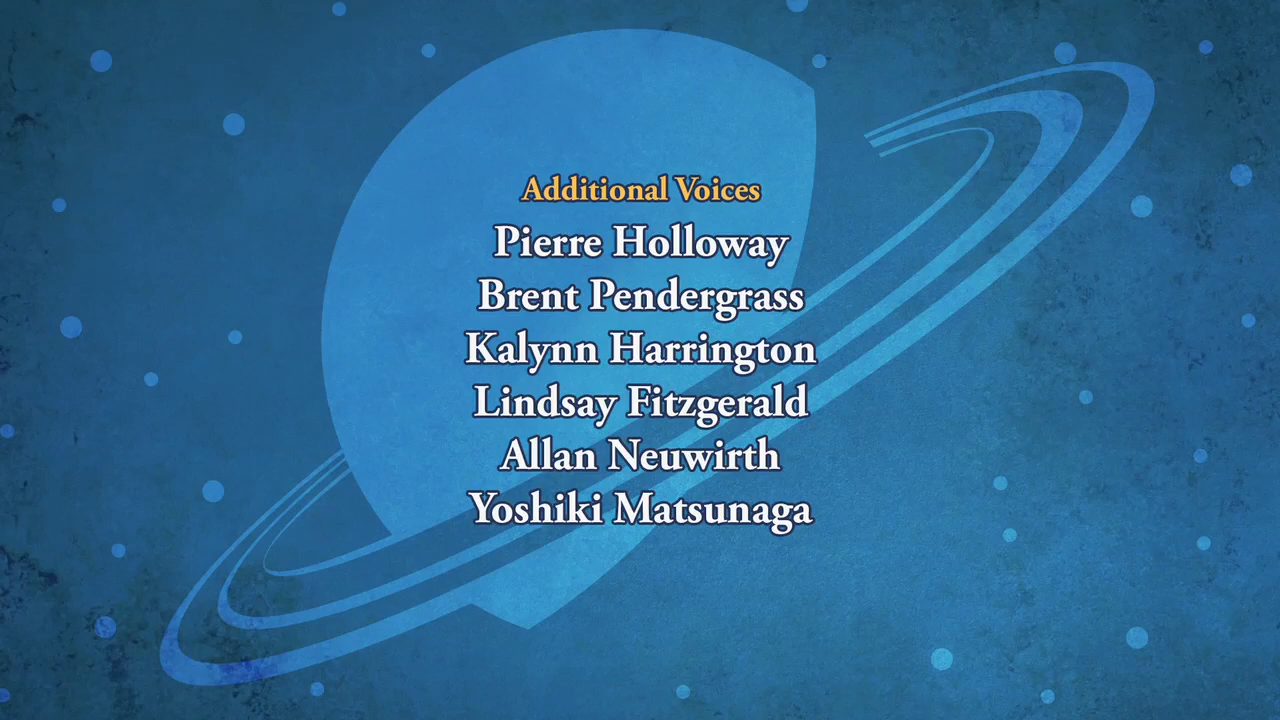 Additional Voices
Pierre Holloway
Brent Pendergrass
Kalynn Harrington
Lindsay Fitzgerald
Allan Neuwirth
Yoshiki Matsunaga